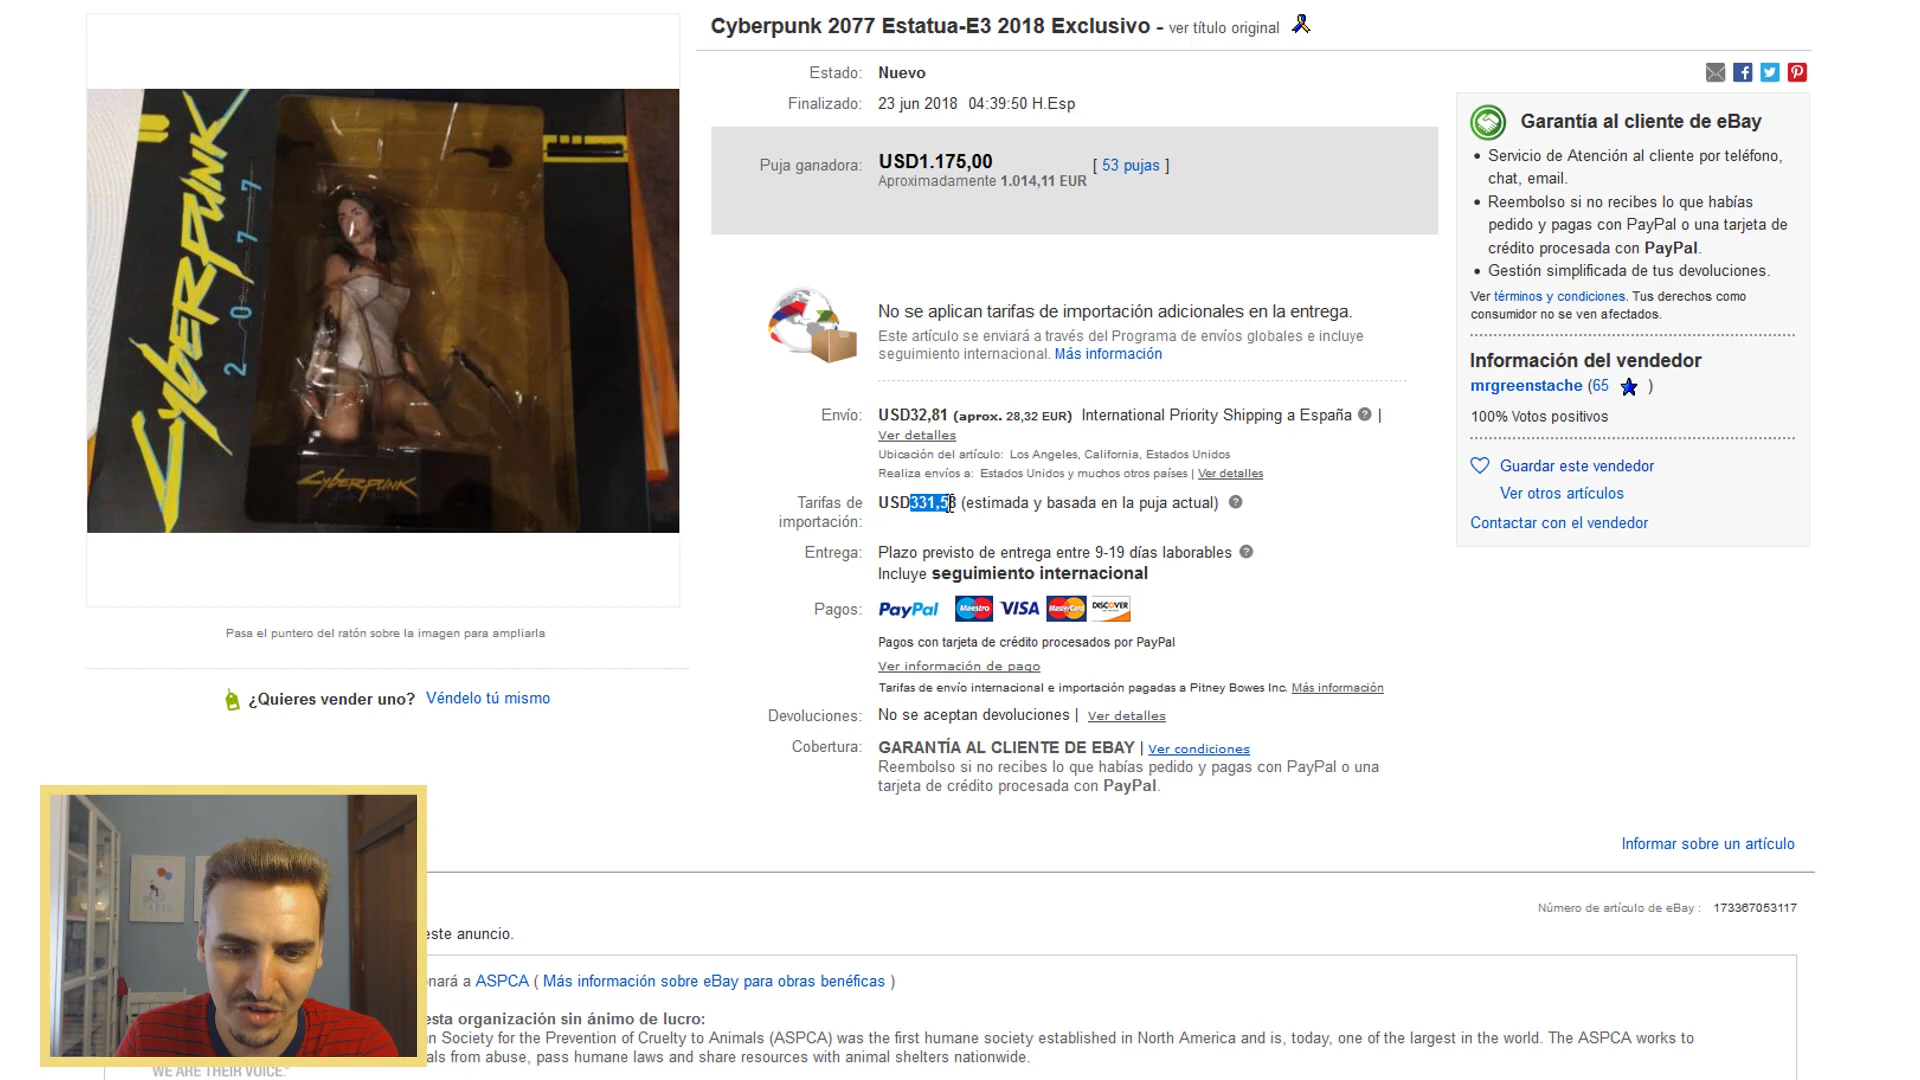 Cyberpunk 2077 Estatua-E3 2018 Exclusivo - ver título original
Estado: Nuevo
Finalizado: 23 jun 2018 04:39:50 H.Esp
Puja ganadora: USD1.175,00 [ 53 pujas ]
Aproximadamente 1.014,11 EUR
CYBERPUNK
2077
CYBERPUNK
No se aplican tarifas de importación adicionales en la entrega.
Este artículo se enviará a través del Programa de envíos globales e incluye
seguimiento internacional. Más información
Envío: USD32,81 (aprox. 28,32 EUR) International Priority Shipping a España |
Ver detalles
Ubicación del artículo: Los Angeles, California, Estados Unidos
Realiza envíos a: Estados Unidos y muchos otros países | Ver detalles
Tarifas de importación: USD331,58 (estimada y basada en la puja actual)
Entrega: Plazo previsto de entrega entre 9-19 días laborables
Incluye seguimiento internacional
Pagos: PayPal Maestro VISA MasterCard DISCOVER
Pagos con tarjeta de crédito procesados por PayPal
Ver información de pago
Tarifas de envío internacional e importación pagadas a Pitney Bowes Inc. Más información
Devoluciones: No se aceptan devoluciones | Ver detalles
Cobertura: GARANTÍA AL CLIENTE DE EBAY | Ver condiciones
Reembolso si no recibes lo que habías pedido y pagas con PayPal o una
tarjeta de crédito procesada con PayPal.
Garantía al cliente de eBay
• Servicio de Atención al cliente por teléfono,
chat, email.
• Reembolso si no recibes lo que habías
pedido y pagas con PayPal o una tarjeta de
crédito procesada con PayPal.
• Gestión simplificada de tus devoluciones.
Ver términos y condiciones. Tus derechos como
consumidor no se ven afectados.
Información del vendedor
mrgreenstache (65 )
100% Votos positivos
Guardar este vendedor
Ver otros artículos
Contactar con el vendedor
Pasa el puntero del ratón sobre la imagen para ampliarla
¿Quieres vender uno? Véndelo tú mismo
Informar sobre un artículo
Número de artículo de eBay : 173367053117
este anuncio.
nará a ASPCA ( Más información sobre eBay para obras benéficas )
esta organización sin ánimo de lucro:
n Society for the Prevention of Cruelty to Animals (ASPCA) was the first humane society established in North America and is, today, one of the largest in the world. The ASPCA works to
als from abuse, pass humane laws and share resources with animal shelters nationwide.
WE ARE THEIR VOICE.
PARIS